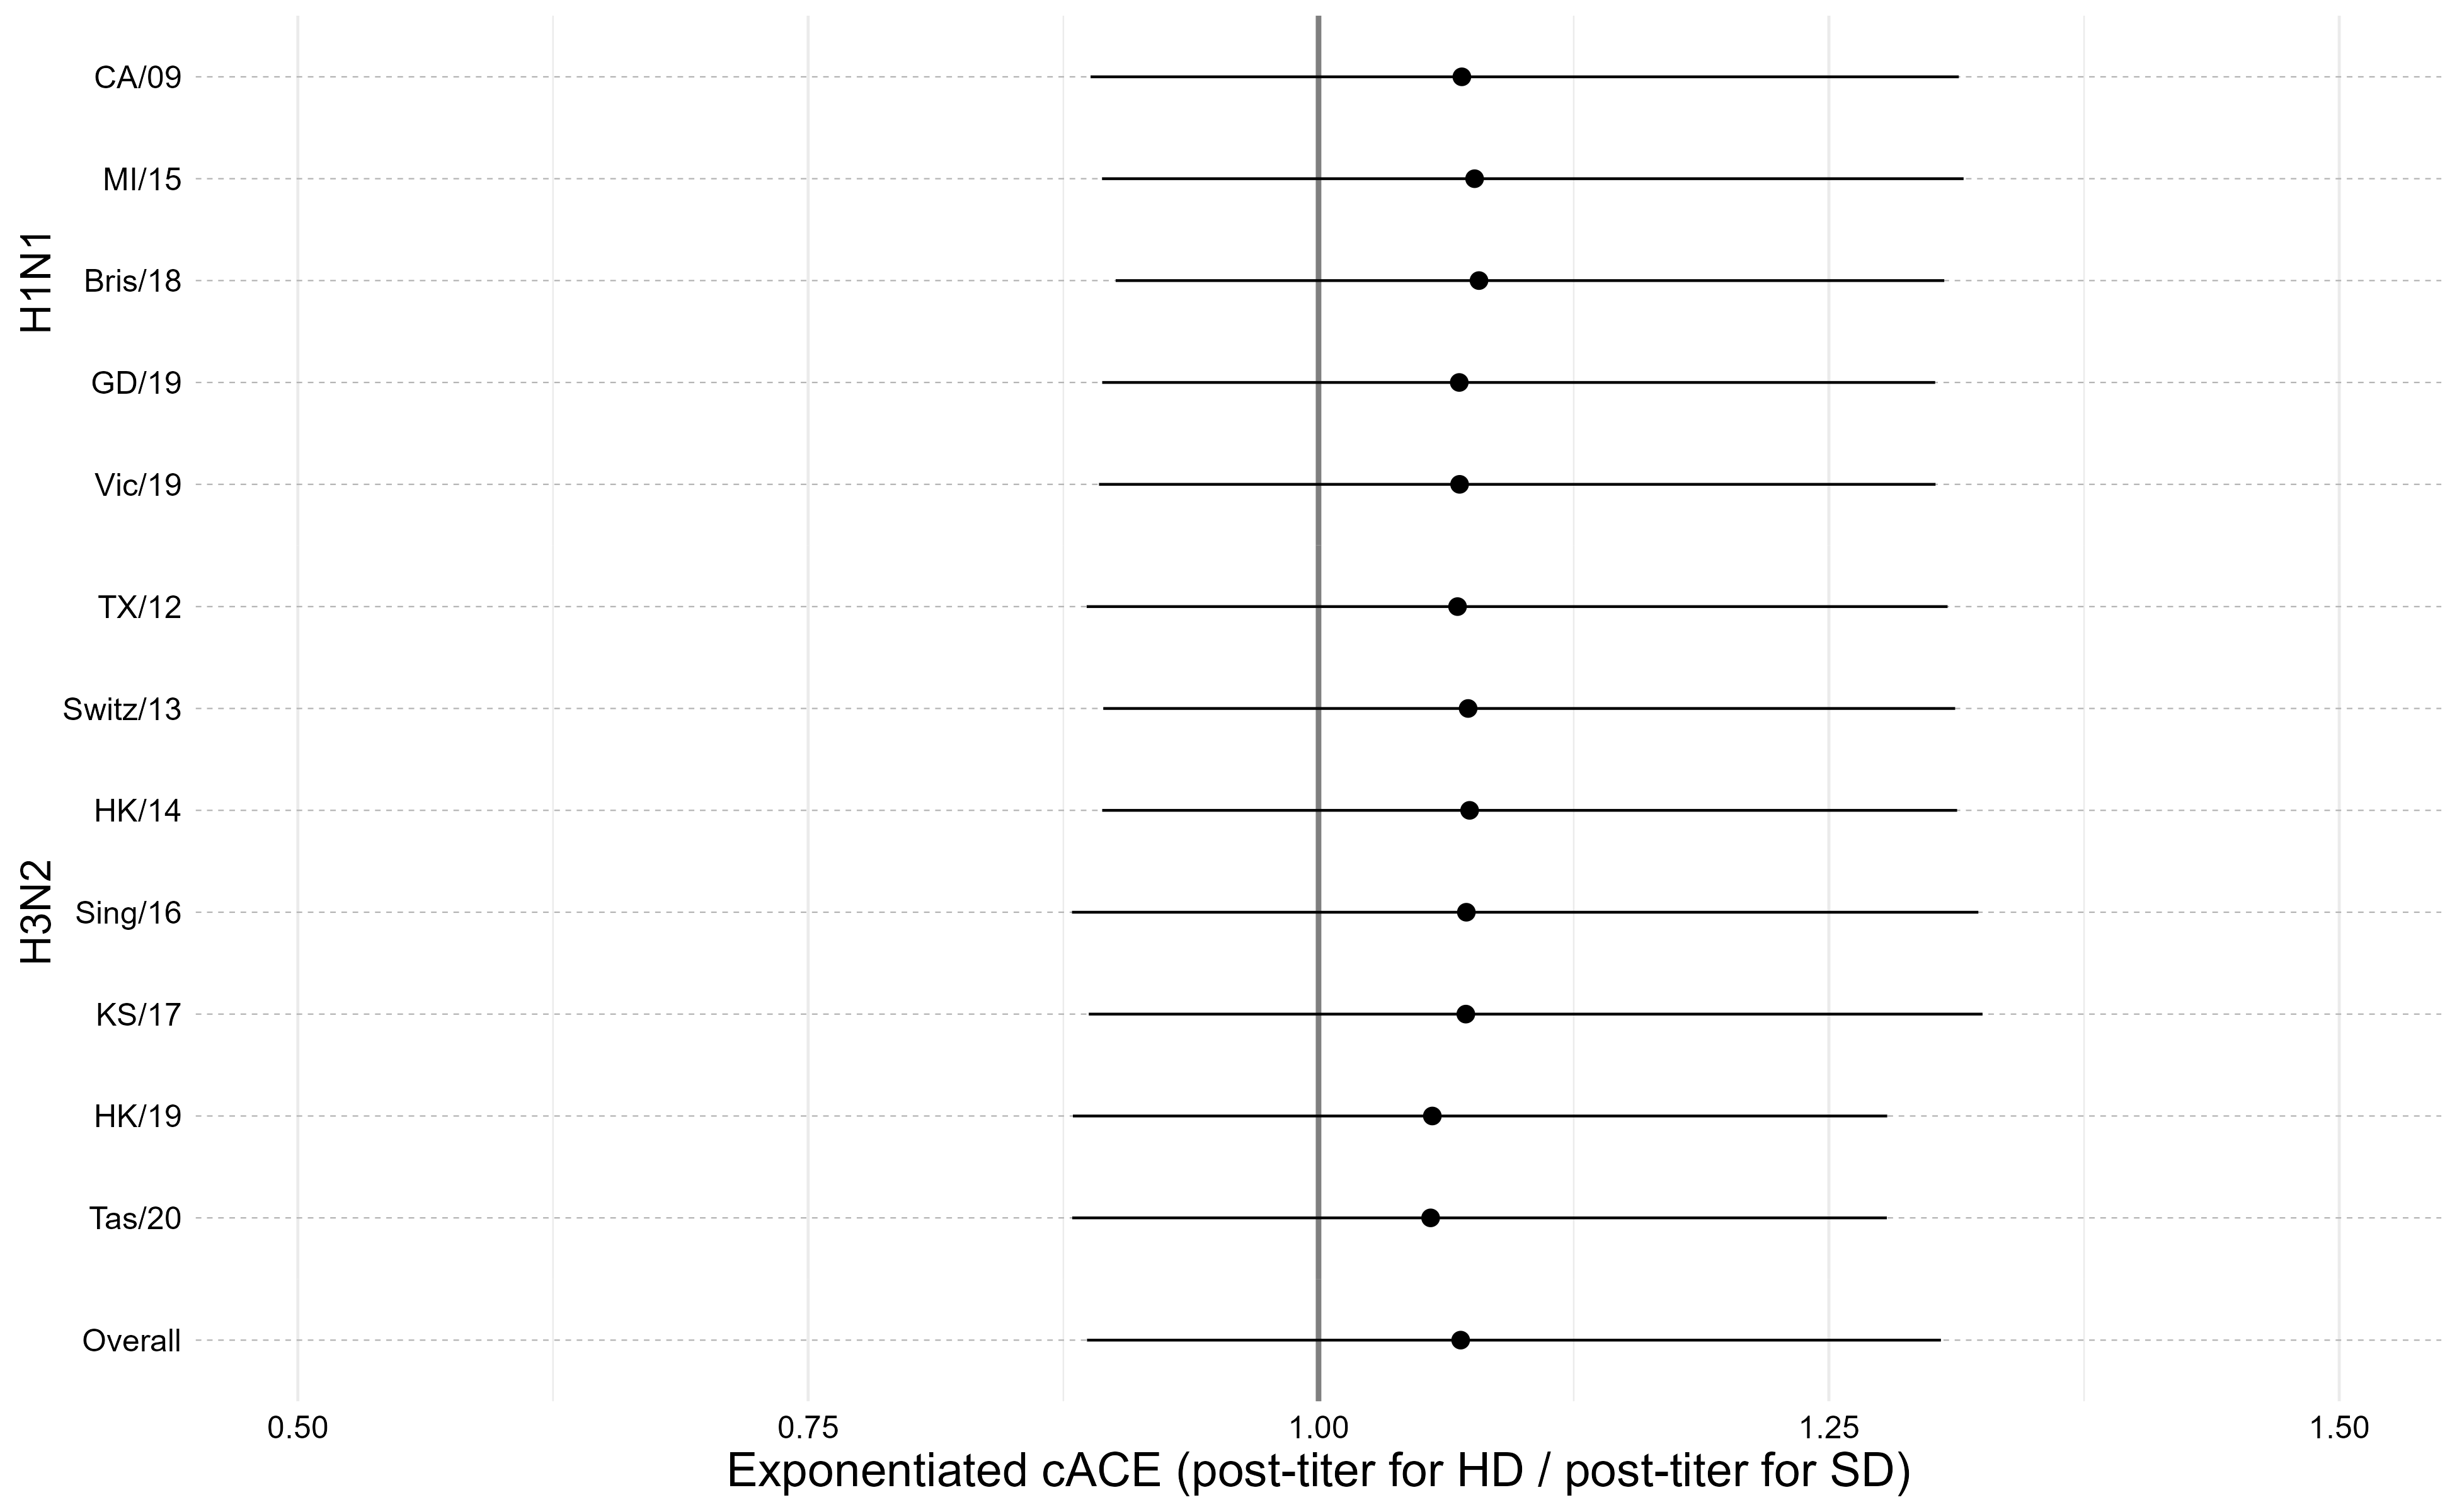 H1N1
CA/09
MI/15
Bris/18
GD/19
Vic/19
H3N2
TX/12
Switz/13
HK/14
Sing/16
KS/17
HK/19
Tas/20
Overall
0.50 0.75 1.00 1.25 1.50
Exponentiated cACE (post-titer for HD / post-titer for SD)